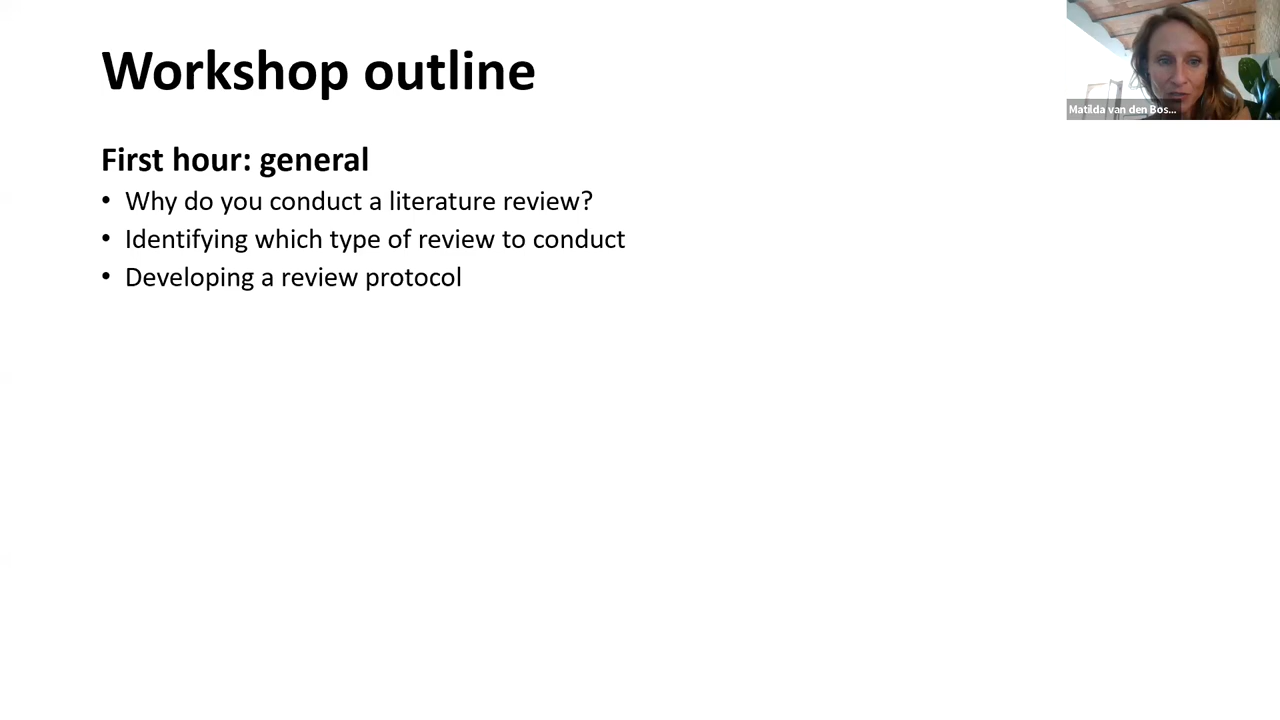 Workshop outline
Matilda van den Bos...
First hour: general
• Why do you conduct a literature review?
• Identifying which type of review to conduct
• Developing a review protocol